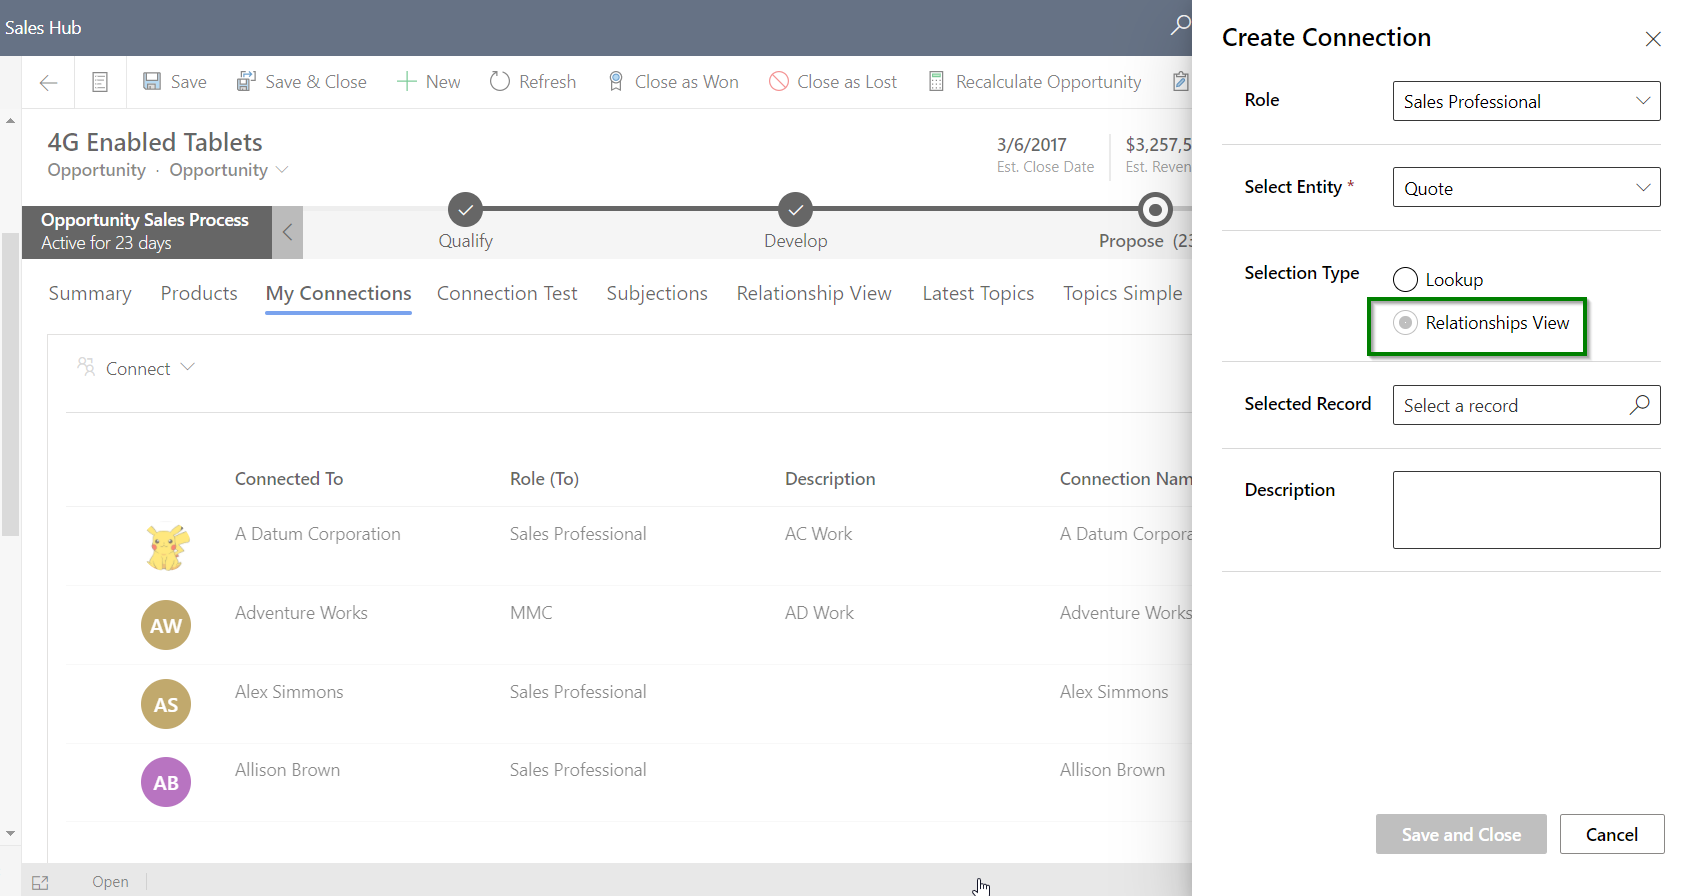 Sales Hub
Save
Save & Close
New
Refresh
Close as Won
Close as Lost
Recalculate Opportunity
4G Enabled Tablets
Opportunity · Opportunity
3/6/2017
Est. Close Date
$3,257,5
Est. Reven
Opportunity Sales Process
Active for 23 days
Qualify
Develop
Propose (23
Summary
Products
My Connections
Connection Test
Subjections
Relationship View
Latest Topics
Topics Simple
Connect
Connected To
Role (To)
Description
Connection Nam
A Datum Corporation
Sales Professional
AC Work
A Datum Corpora
AW
Adventure Works
MMC
AD Work
Adventure Works
AS
Alex Simmons
Sales Professional
Alex Simmons
AB
Allison Brown
Sales Professional
Allison Brown
Open
Create Connection
Role
Sales Professional
Select Entity *
Quote
Selection Type
Lookup
Relationships View
Selected Record
Select a record
Description
Save and Close
Cancel